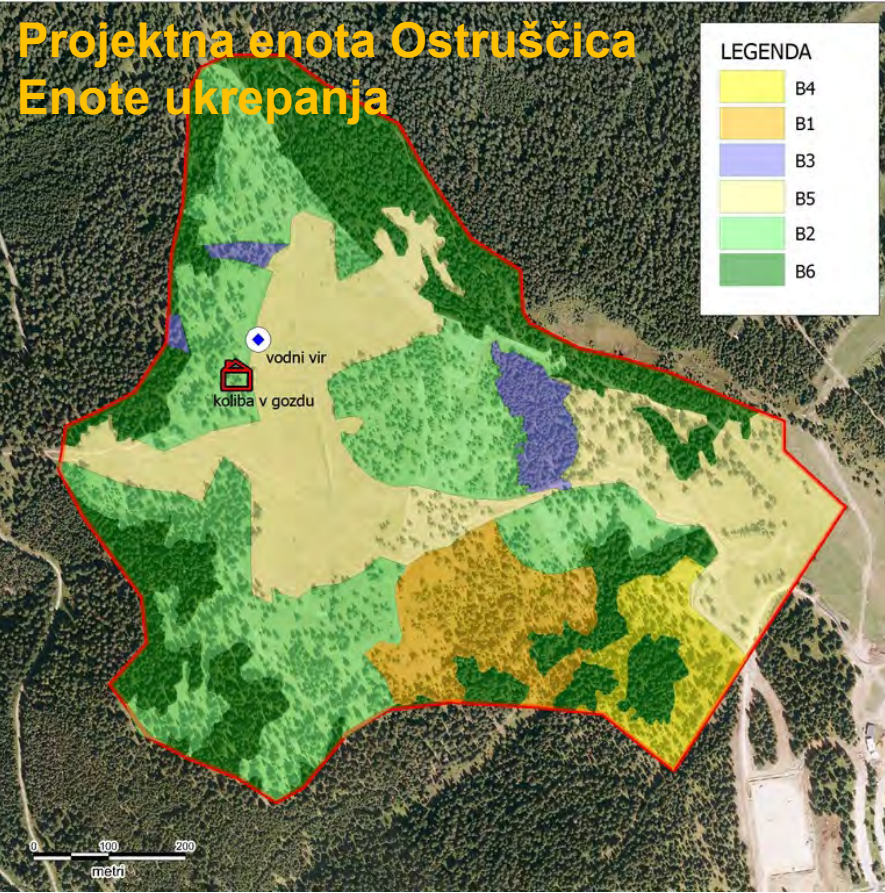 Projektna enota Ostruščica
Enote ukrepanja
LEGENDA
B4
B1
B3
B5
B2
B6
vodni vir
koliba v gozdu
0 100 200
metri